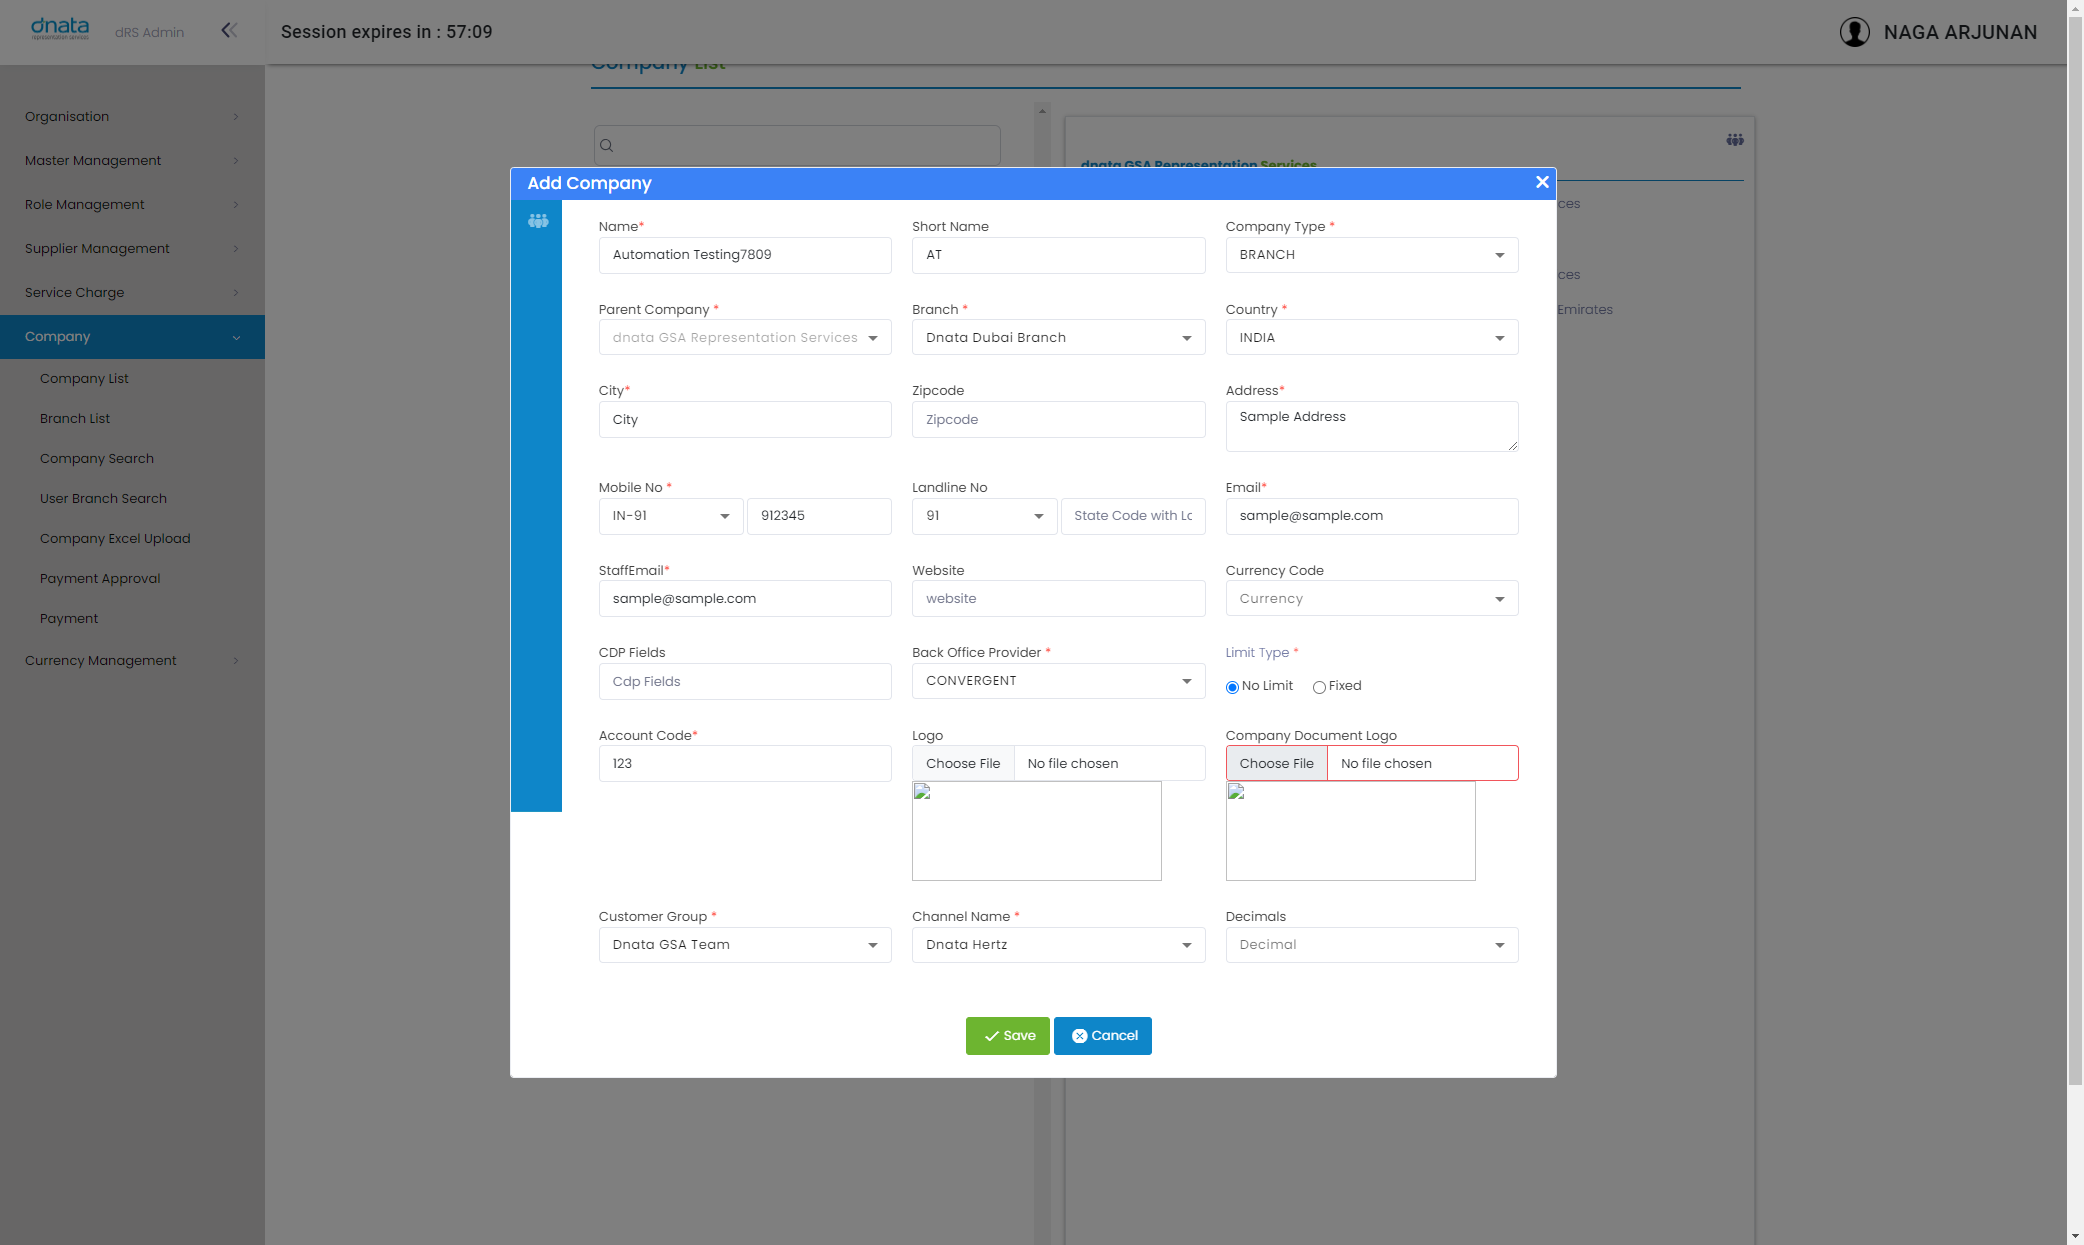 dnata
representation services
dRS Admin
Session expires in : 57:09
NAGA ARJUNAN
Organisation
Master Management
Role Management
Supplier Management
Service Charge
Company
Company List
Branch List
Company Search
User Branch Search
Company Excel Upload
Payment Approval
Payment
Currency Management
Company List
dnata GSA Representation Services
ces
ces
Emirates
Add Company
Name*
Short Name
Company Type *
Automation Testing7809
AT
BRANCH
Parent Company *
Branch *
Country *
dnata GSA Representation Services
Dnata Dubai Branch
INDIA
City*
Zipcode
Address*
City
Zipcode
Sample Address
Mobile No *
Landline No
Email*
IN-91
912345
91
State Code with Lc
sample@sample.com
StaffEmail*
Website
Currency Code
sample@sample.com
website
Currency
CDP Fields
Back Office Provider *
Limit Type *
Cdp Fields
CONVERGENT
No Limit
Fixed
Account Code*
Logo
Company Document Logo
123
Choose File No file chosen
Choose File No file chosen
Customer Group *
Channel Name *
Decimals
Dnata GSA Team
Dnata Hertz
Decimal
Save
Cancel